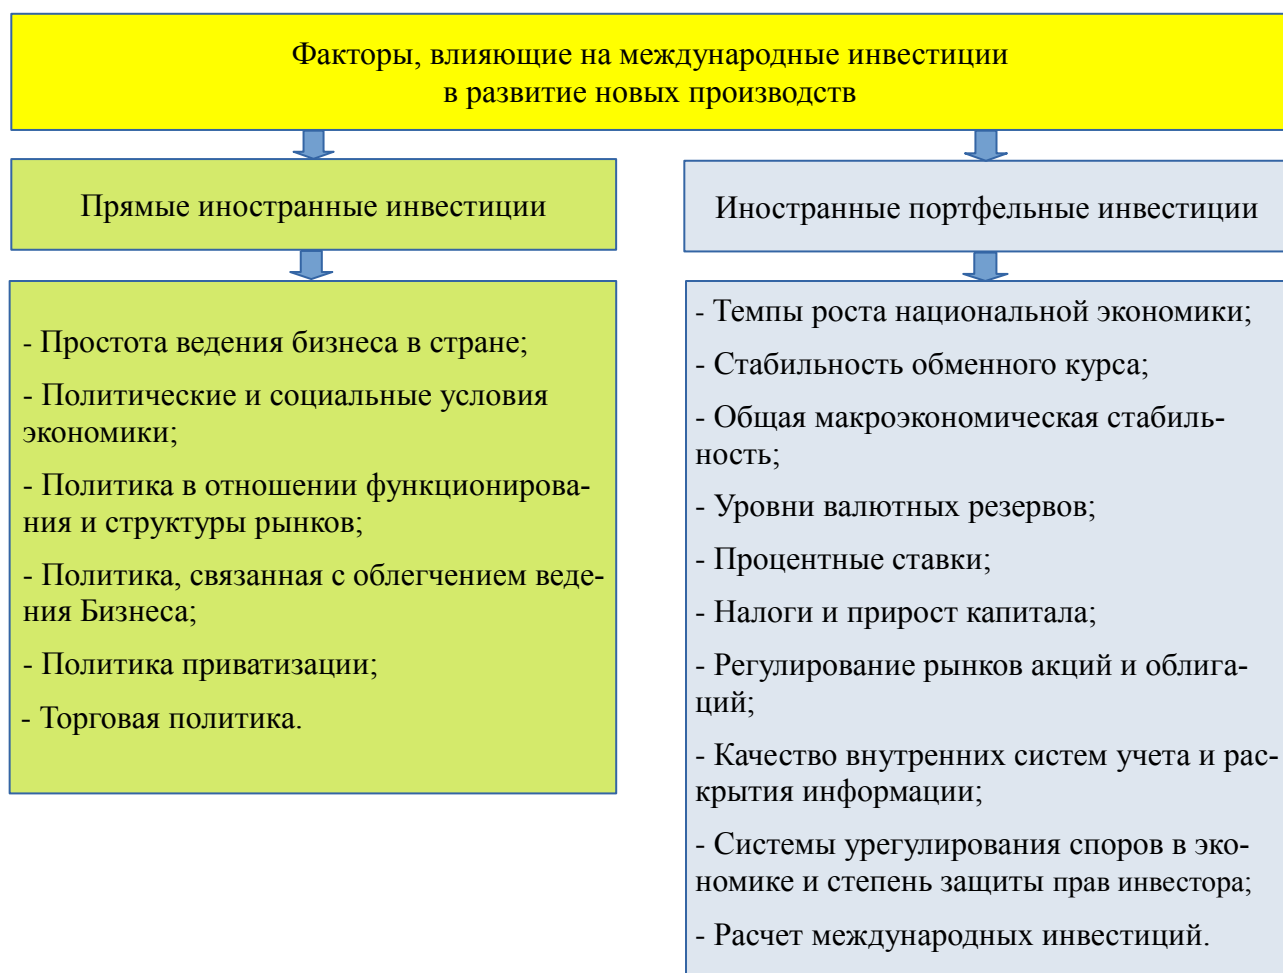 Факторы, влияющие на международные инвестиции
в развитие новых производств
Прямые иностранные инвестиции
- Простота ведения бизнеса в стране;
- Политические и социальные условия
экономики;
- Политика в отношении функционирова-
ния и структуры рынков;
- Политика, связанная с облегчением веде-
ния Бизнеса;
- Политика приватизации;
- Торговая политика.
Иностранные портфельные инвестиции
- Темпы роста национальной экономики;
- Стабильность обменного курса;
- Общая макроэкономическая стабиль-
ность;
- Уровни валютных резервов;
- Процентные ставки;
- Налоги и прирост капитала;
- Регулирование рынков акций и облига-
ций;
- Качество внутренних систем учета и рас-
крытия информации;
- Системы урегулирования споров в эко-
номике и степень защиты прав инвестора;
- Расчет международных инвестиций.